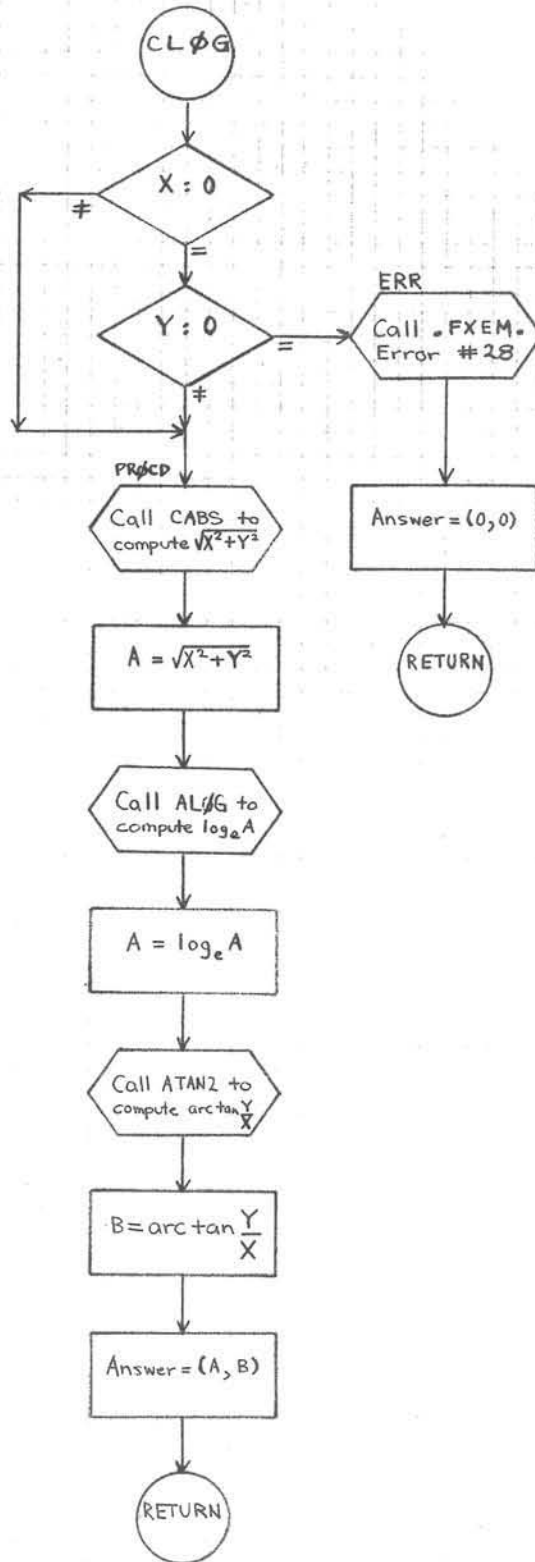 CLØG
X : 0
≠
=
Y : 0
=
≠
ERR
Call .FXEM.
Error #28
Answer = (0,0)
RETURN
PRØCD
Call CABS to
compute √X²+Y²
A = √X²+Y²
Call ALØG to
compute logₑA
A = logₑ A
Call ATAN2 to
compute arc tan Y/X
B = arc tan Y/X
Answer = (A, B)
RETURN